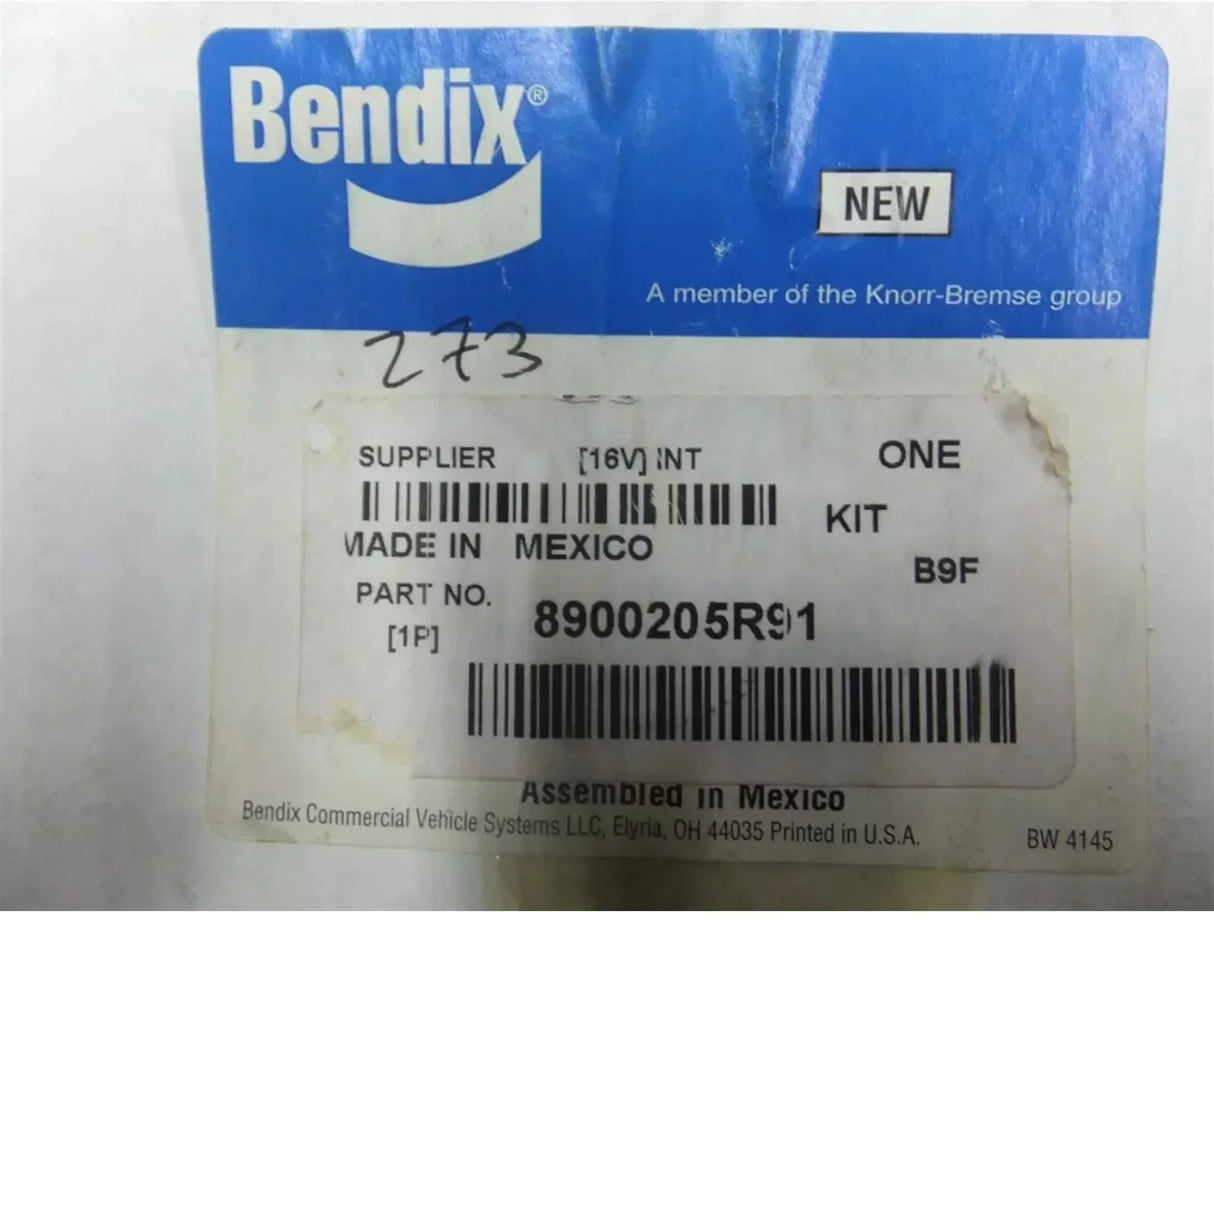 Bendix®
NEW
A member of the Knorr-Bremse group
273
SUPPLIER [16V] INT ONE
KIT
MADE IN MEXICO
B9F
PART NO. 8900205R91
[1P]
Assembled in Mexico
Bendix Commercial Vehicle Systems LLC, Elyria, OH 44035 Printed in U.S.A. BW 4145